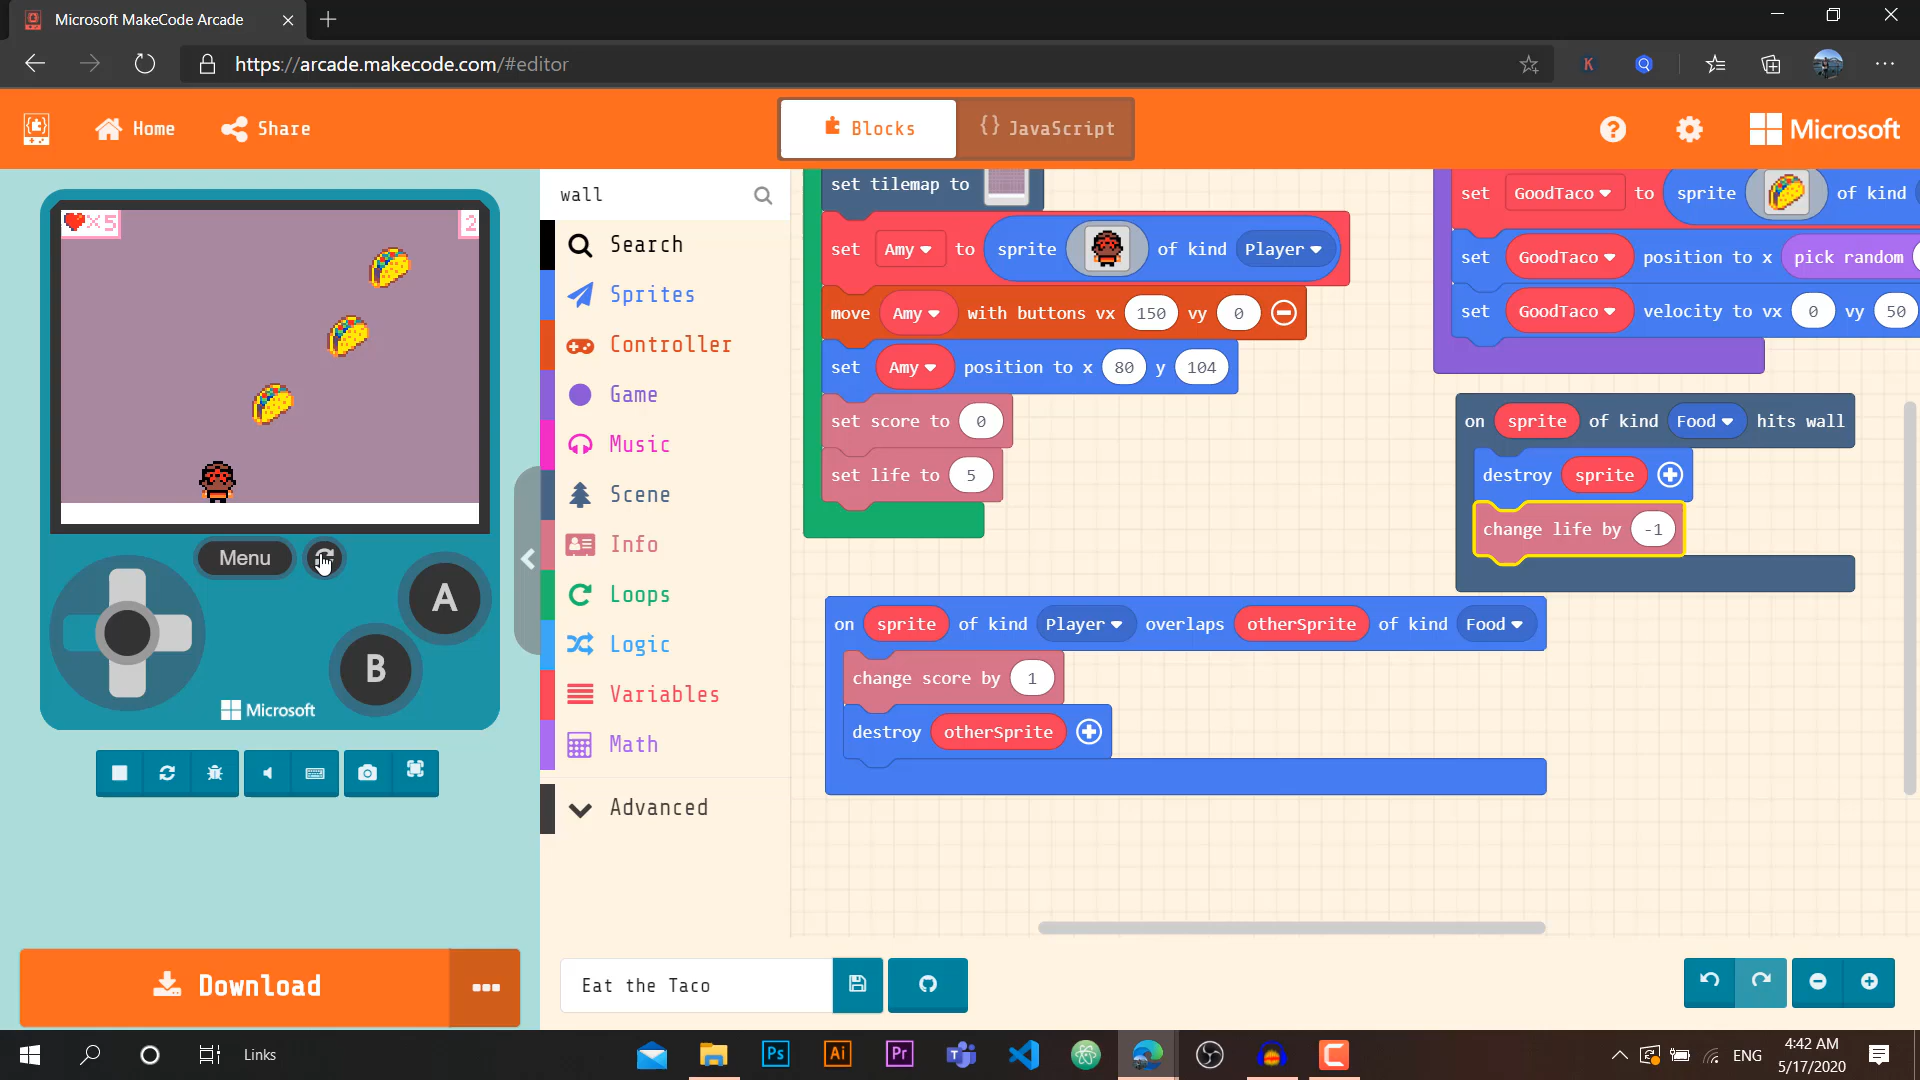 Microsoft MakeCode Arcade
https://arcade.makecode.com/#editor
K
Home
Share
Blocks
{} JavaScript
?
Microsoft
×5
2
Menu
A
B
Microsoft
Download
wall
Search
Sprites
Controller
Game
Music
Scene
Info
Loops
Logic
Variables
Math
Advanced
set tilemap to
set Amy to sprite of kind Player
move Amy with buttons vx 150 vy 0
set Amy position to x 80 y 104
set score to 0
set life to 5
set GoodTaco to sprite of kind
set GoodTaco position to x pick random
set GoodTaco velocity to vx 0 vy 50
on sprite of kind Food hits wall
destroy sprite
change life by -1
on sprite of kind Player overlaps otherSprite of kind Food
change score by 1
destroy otherSprite
Eat the Taco
Links
Ps
Ai
Pr
ENG
4:42 AM
5/17/2020